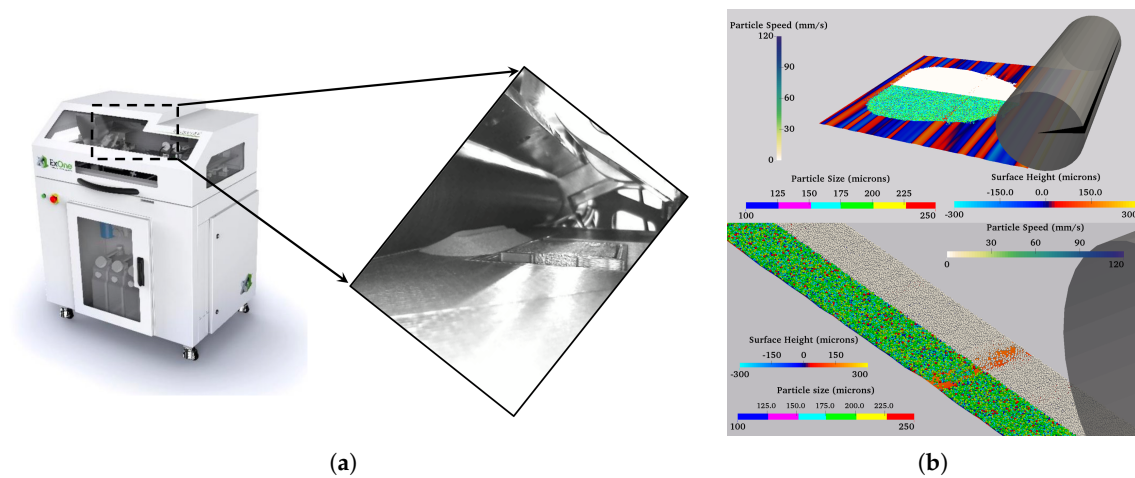 ExOne
(a)
Particle Speed (mm/s)
120
90
60
30
0
Particle Size (microns)
125 150 175 200 225
100 250
Surface Height (microns)
-150.0 0.0 150.0
-300 300
Particle Speed (mm/s)
30 60 90
0 120
Surface Height (microns)
-150 0 150
-300 300
Particle size (microns)
125.0 150.0 175.0 200.0 225.0
100 250
(b)